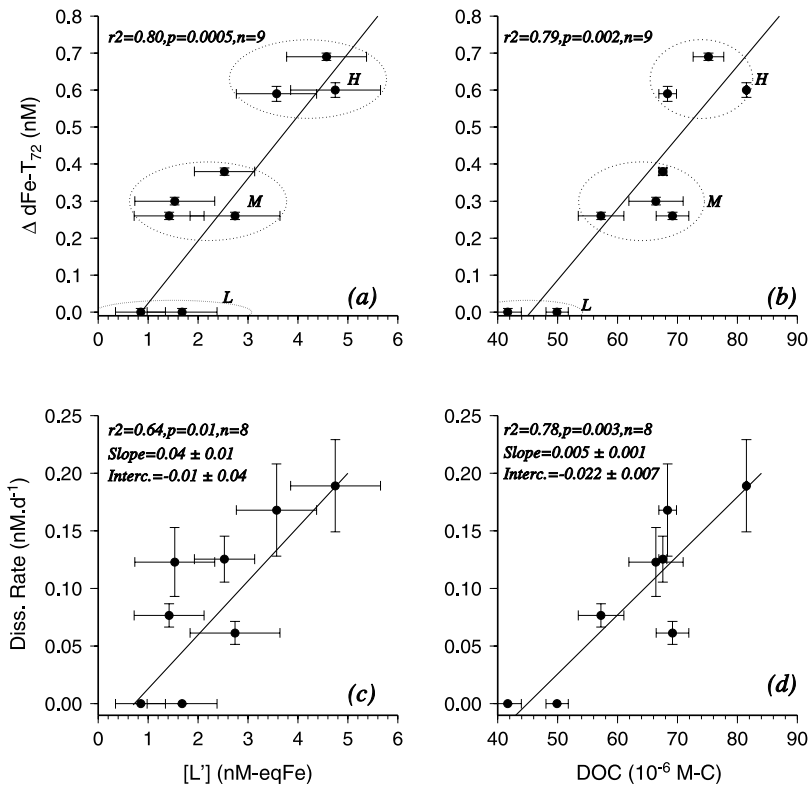 r2=0.80,p=0.0005,n=9
0.8
0.7
0.6
0.5
0.4
0.3
0.2
0.1
0.0
Δ dFe-T72 (nM)
H
M
L
(a)
0 1 2 3 4 5 6
r2=0.79,p=0.002,n=9
H
M
L
(b)
40 50 60 70 80 90
r2=0.64,p=0.01,n=8
Slope=0.04 ± 0.01
Interc.=-0.01 ± 0.04
0.25
0.20
0.15
0.10
0.05
0.00
Diss. Rate (nM.d-1)
(c)
0 1 2 3 4 5 6
[L'] (nM-eqFe)
r2=0.78,p=0.003,n=8
Slope=0.005 ± 0.001
Interc.=-0.022 ± 0.007
(d)
40 50 60 70 80 90
DOC (10-6 M-C)